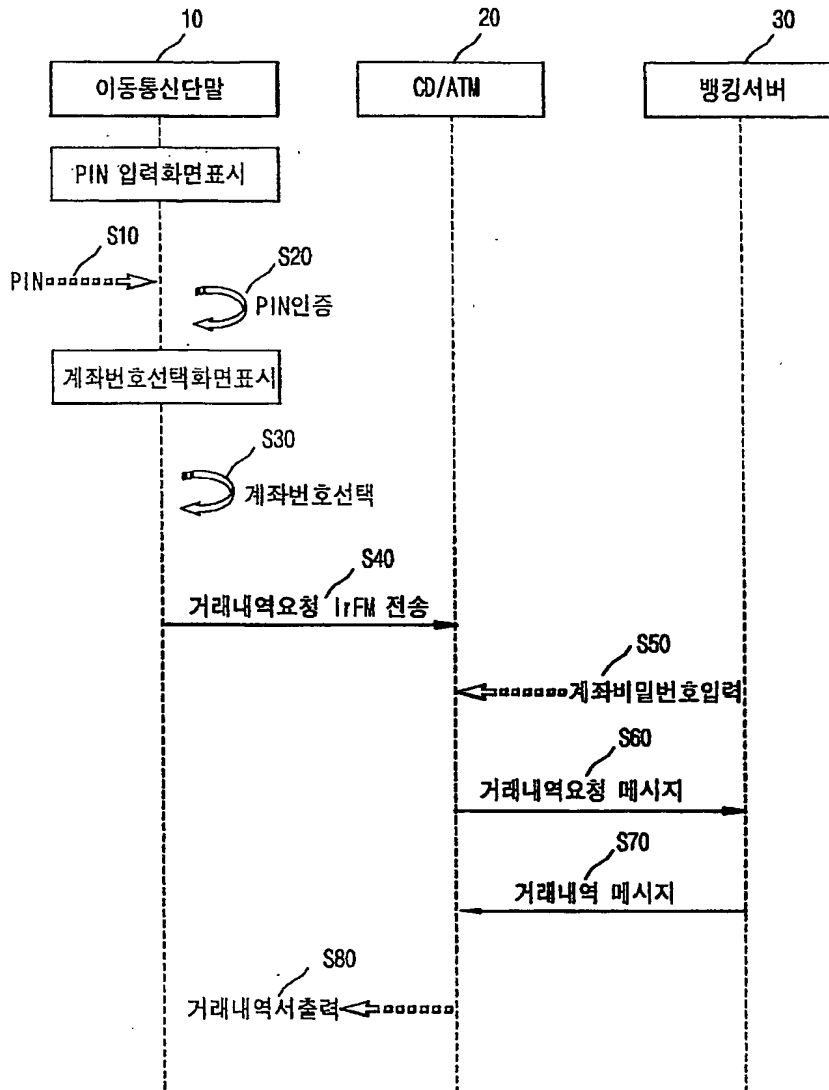 10
20
30
이동통신단말
CD/ATM
뱅킹서버
PIN 입력화면표시
S10
PIN
S20
PIN인증
계좌번호선택화면표시
S30
계좌번호선택
S40
거래내역요청 IrFM 전송
S50
계좌비밀번호입력
S60
거래내역요청 메시지
S70
거래내역 메시지
S80
거래내역서출력